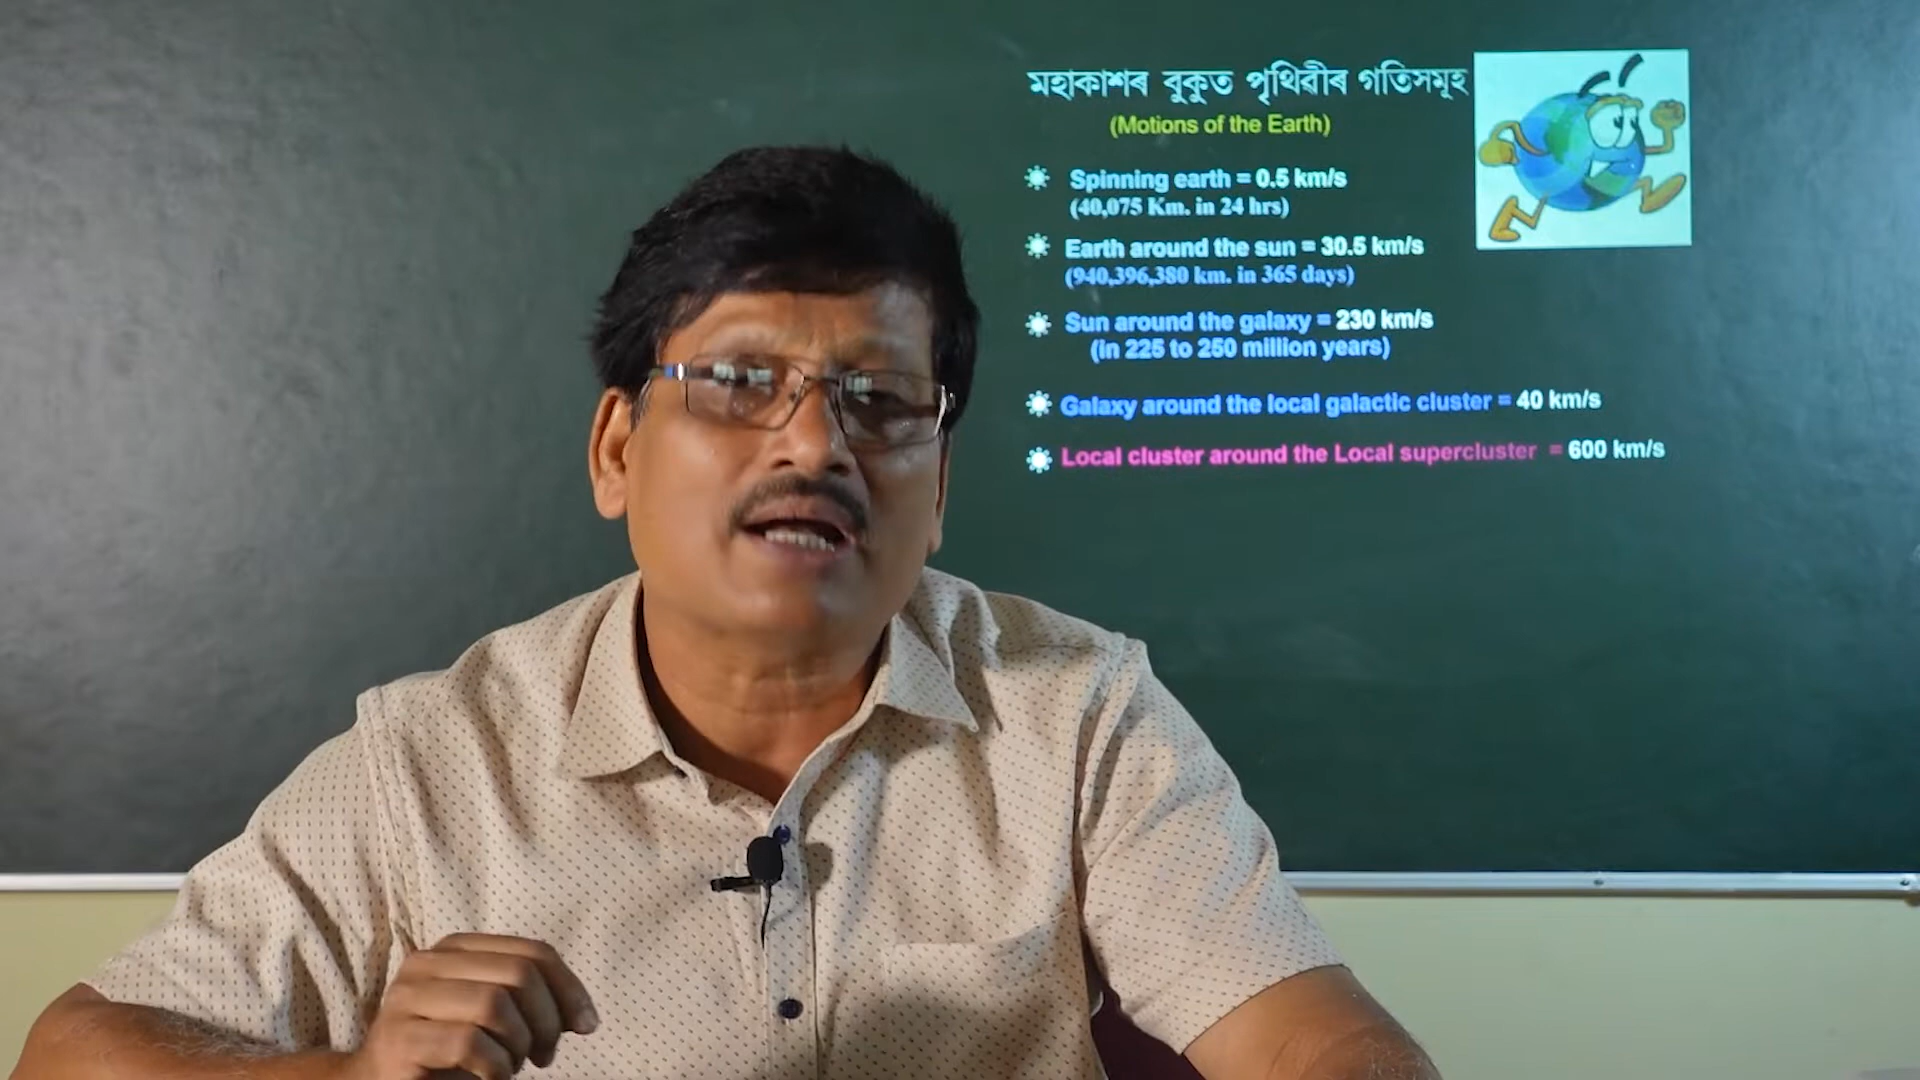 মহাকাশৰ বুকুত পৃথিৱীৰ গতিসমূহ
(Motions of the Earth)
Spinning earth = 0.5 km/s
(40,075 Km. in 24 hrs)
Earth around the sun = 30.5 km/s
(940,396,380 km. in 365 days)
Sun around the galaxy = 230 km/s
(in 225 to 250 million years)
Galaxy around the local galactic cluster = 40 km/s
Local cluster around the Local supercluster = 600 km/s